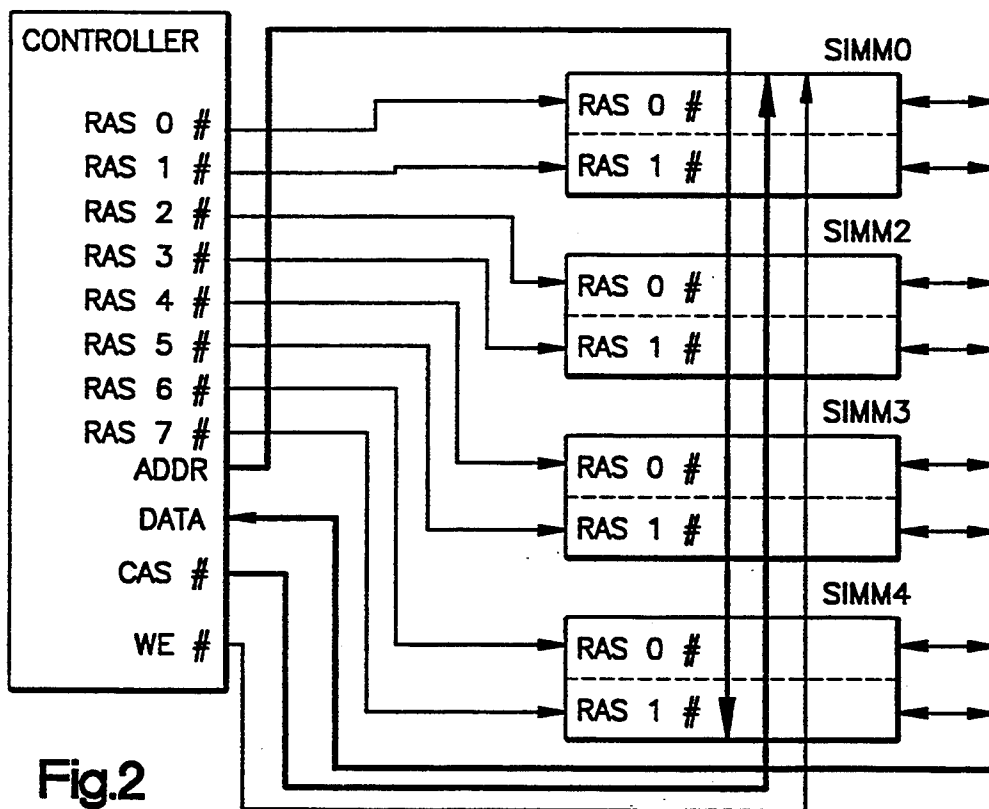 CONTROLLER
RAS 0 #
RAS 1 #
RAS 2 #
RAS 3 #
RAS 4 #
RAS 5 #
RAS 6 #
RAS 7 #
ADDR
DATA
CAS #
WE #
SIMM0
RAS 0 #
RAS 1 #
SIMM2
RAS 0 #
RAS 1 #
SIMM3
RAS 0 #
RAS 1 #
SIMM4
RAS 0 #
RAS 1 #
Fig.2